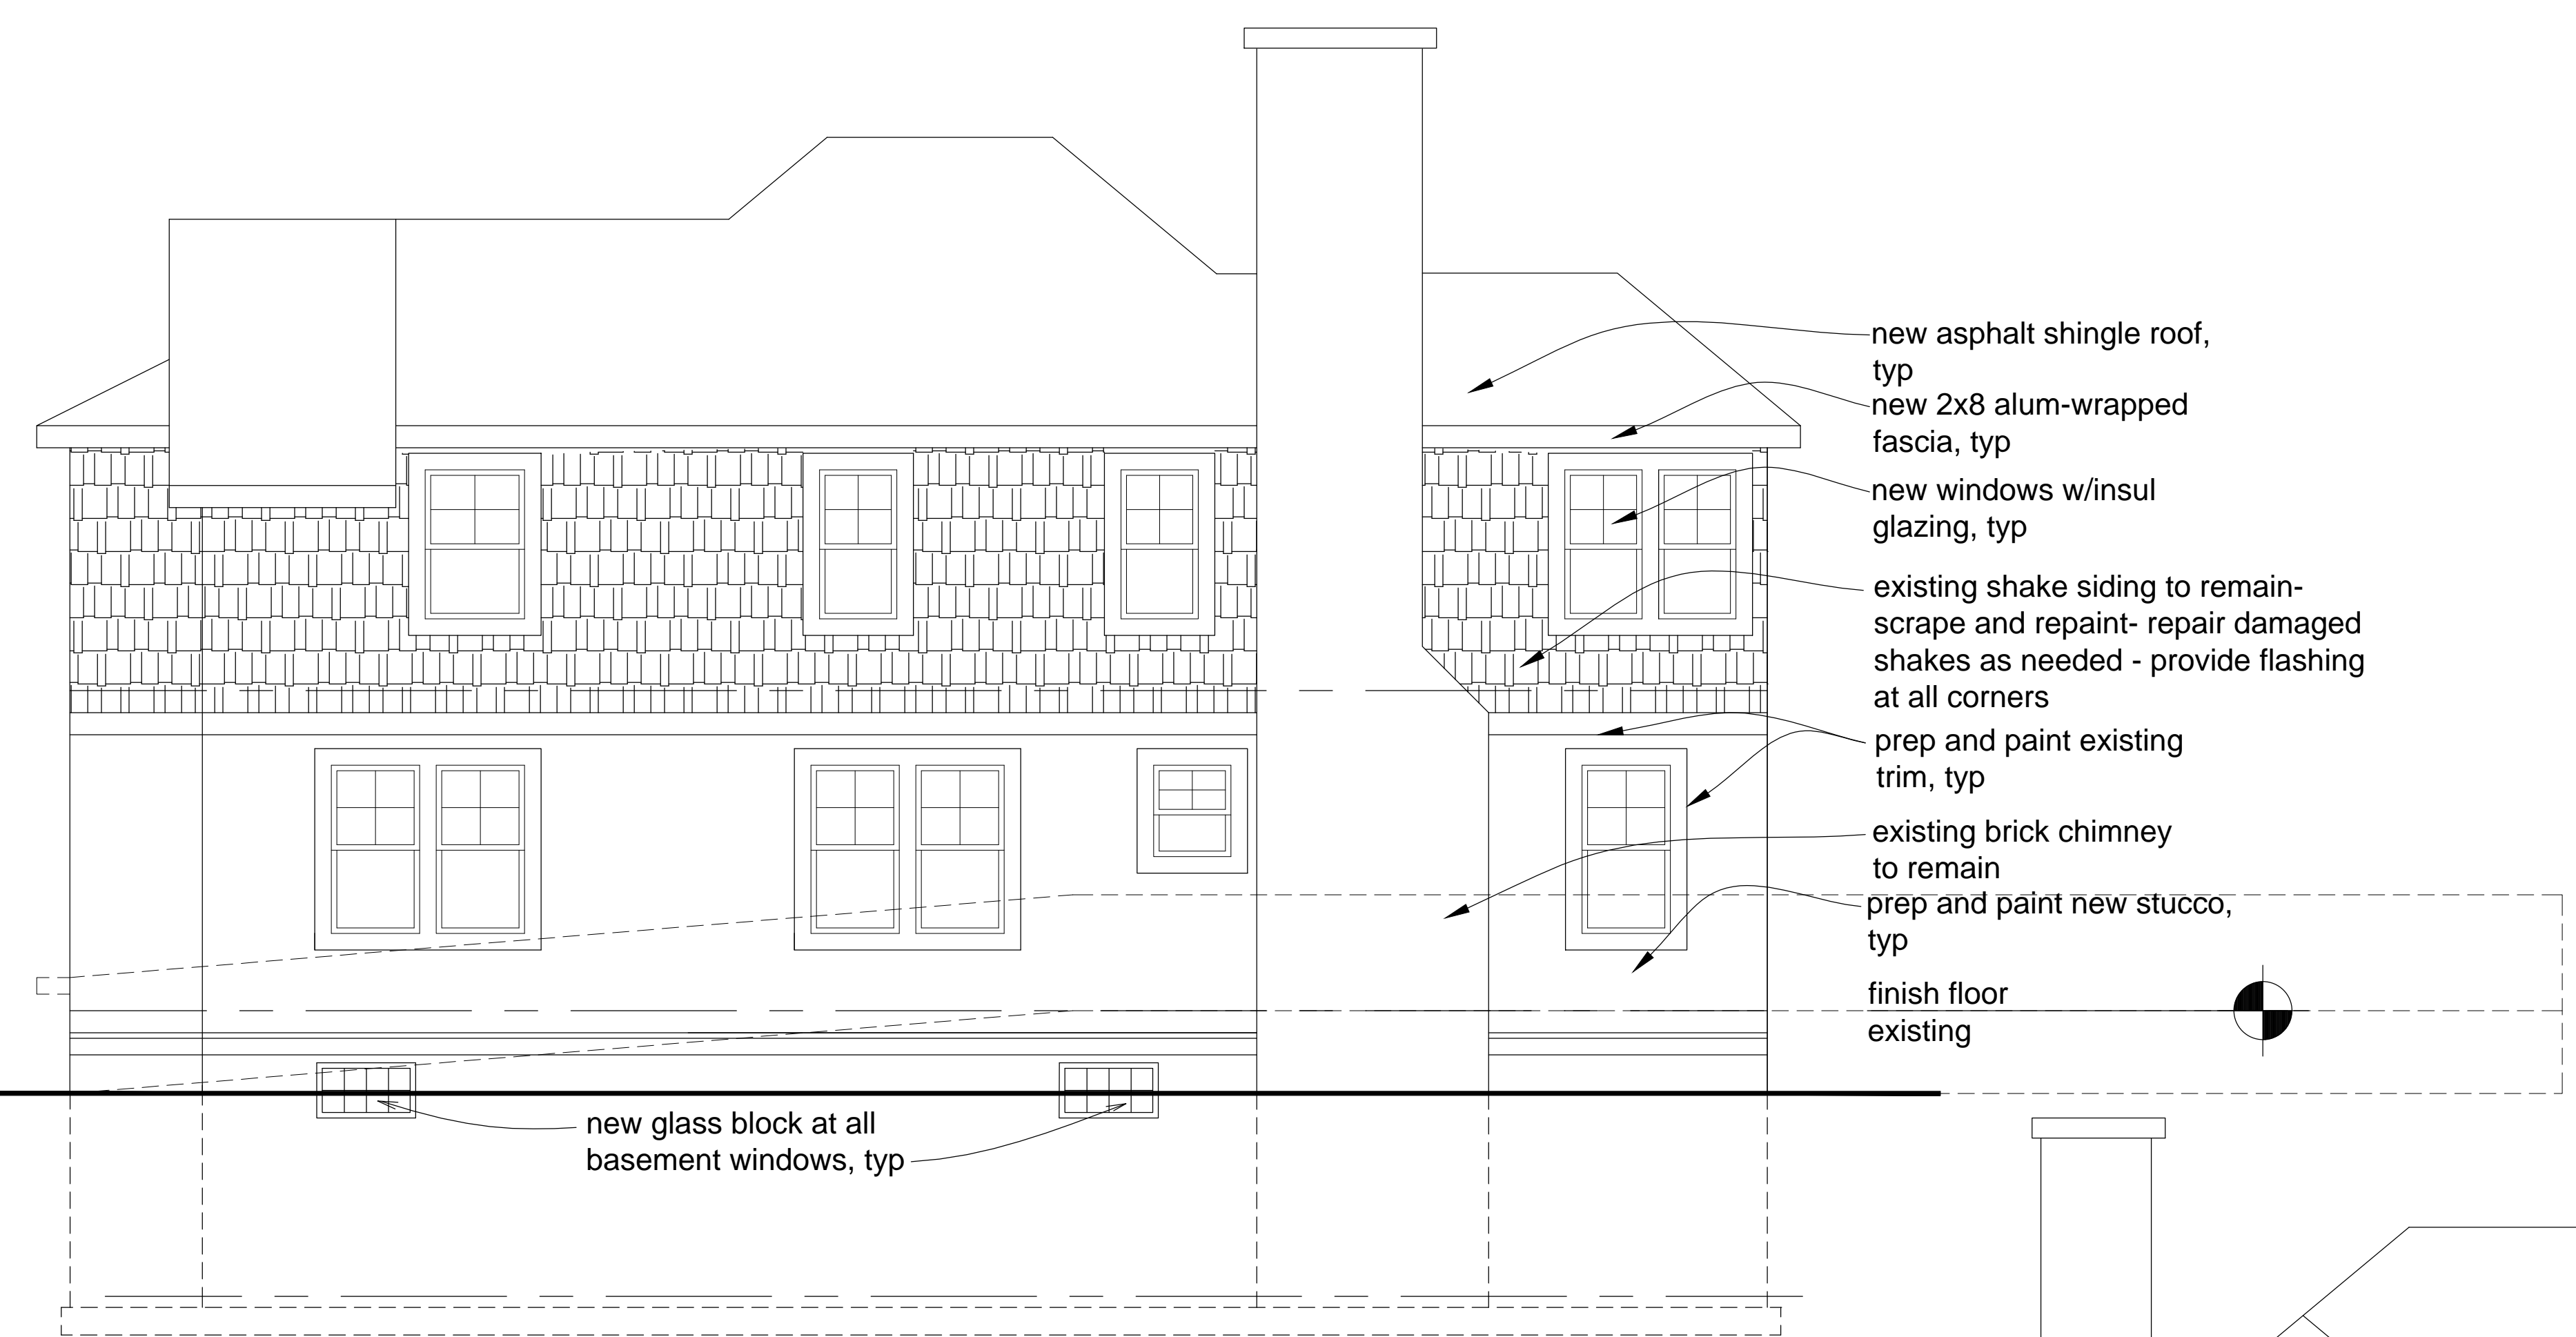 new asphalt shingle roof,
typ
new 2x8 alum-wrapped
fascia, typ
new windows w/insul
glazing, typ
existing shake siding to remain-
scrape and repaint- repair damaged
shakes as needed - provide flashing
at all corners
prep and paint existing
trim, typ
existing brick chimney
to remain
prep and paint new stucco,
typ
finish floor
existing
new glass block at all
basement windows, typ